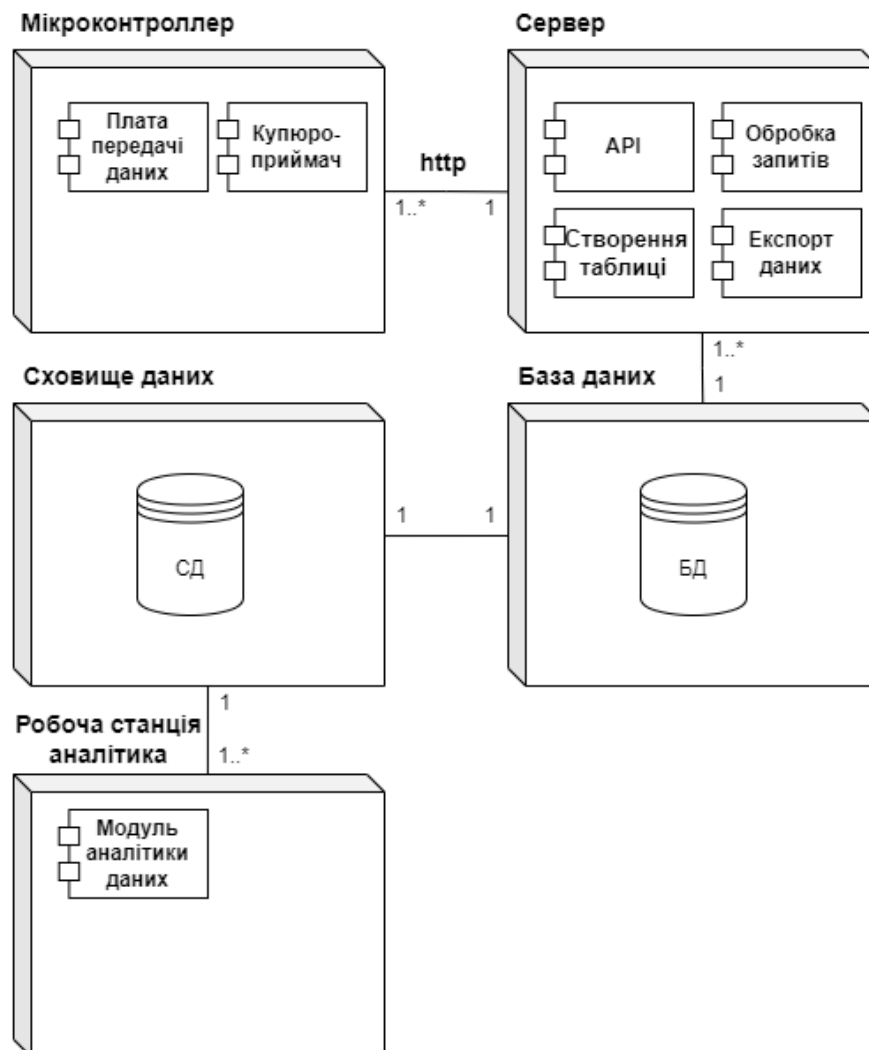 Мікроконтроллер
Плата
передачі
даних
Купюро-
приймач
http
1..*
1
Сервер
API
Обробка
запитів
Створення
таблиці
Експорт
даних
1..*
1
Сховище даних
СД
1
1
База даних
БД
1
1..*
Робоча станція
аналітика
Модуль
аналітики
даних